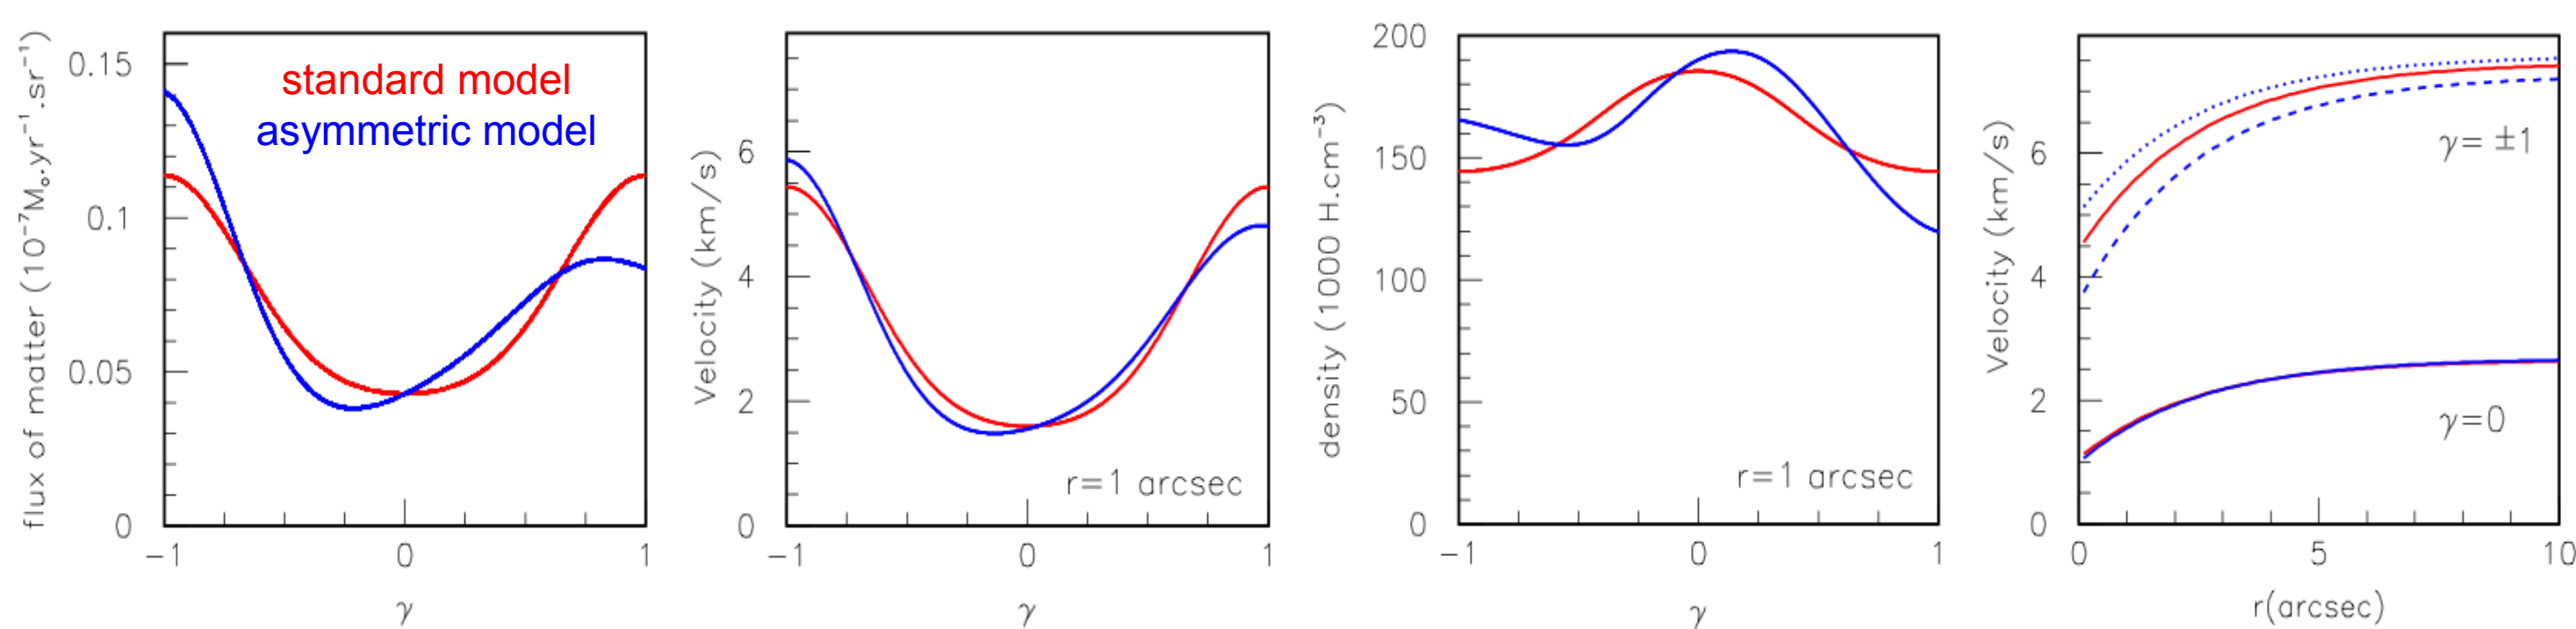 flux of matter (10⁻⁷M☉.yr⁻¹.sr⁻¹)
0.15
0.1
0.05
0
-1
0
1
γ
standard model
asymmetric model
Velocity (km/s)
6
4
2
0
-1
0
1
γ
r=1 arcsec
density (1000 H.cm⁻³)
200
150
100
50
0
-1
0
1
γ
r=1 arcsec
Velocity (km/s)
6
4
2
0
0
5
10
r(arcsec)
γ= ±1
γ=0